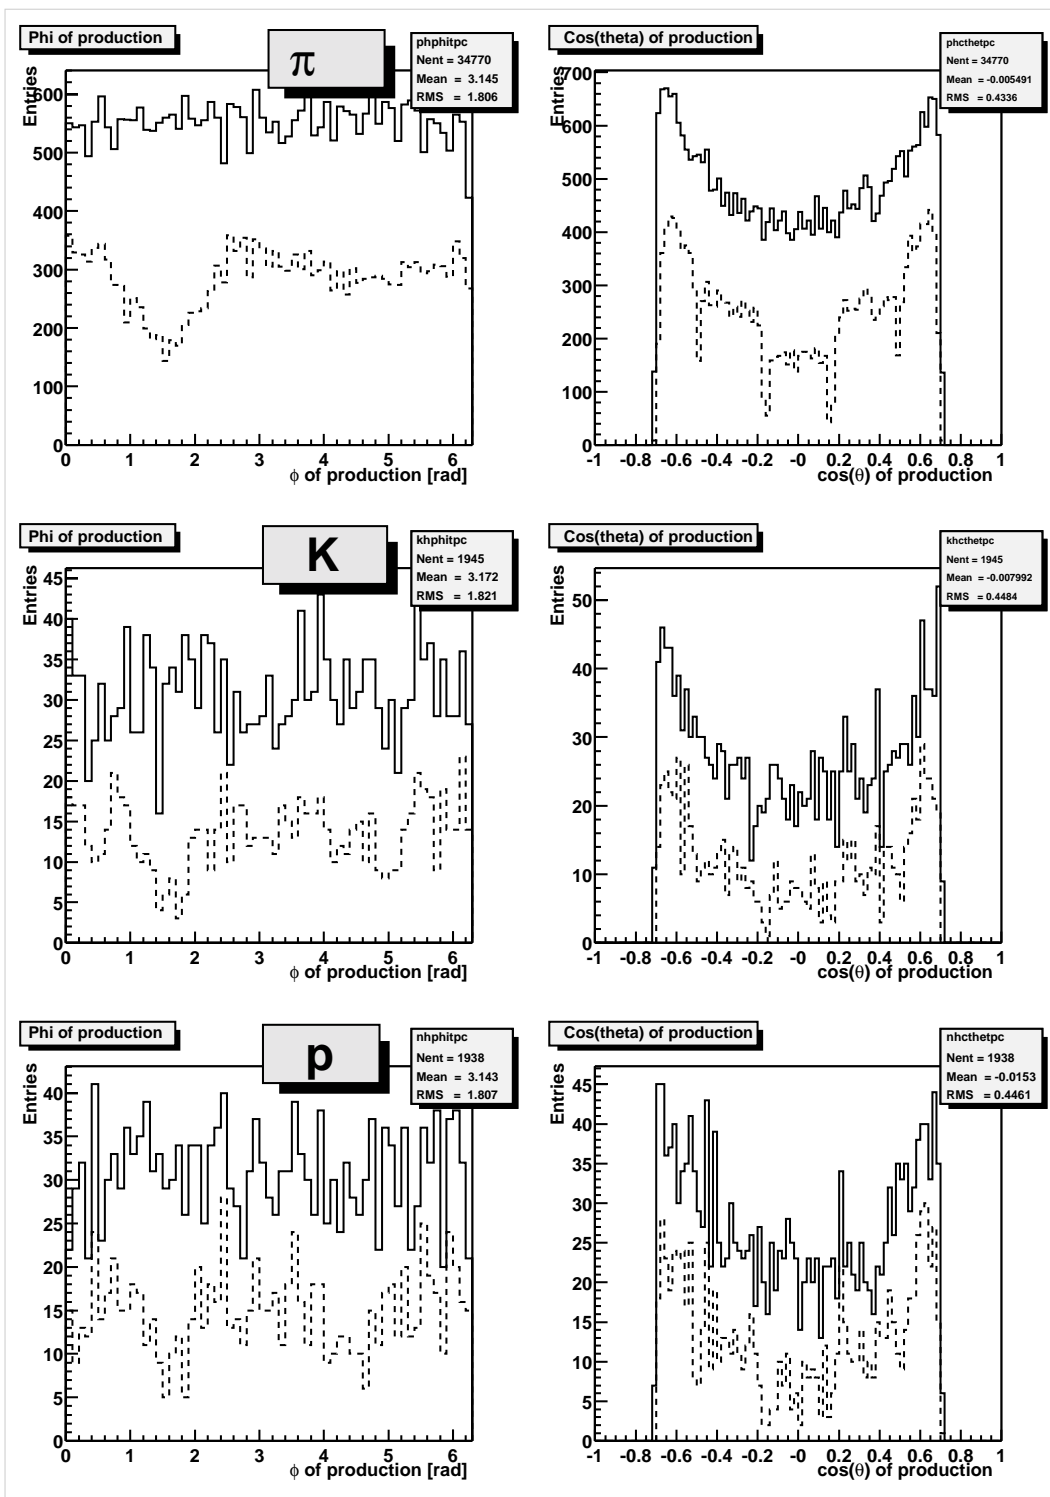 Phi of production
π
phphitpc
Nent = 34770
Mean = 3.145
RMS = 1.806
Entries
600
500
400
300
200
100
0
0 1 2 3 4 5 6
ϕ of production [rad]
Cos(theta) of production
phcthetpc
Nent = 34770
Mean = -0.005491
RMS = 0.4336
Entries
700
600
500
400
300
200
100
0
-1 -0.8 -0.6 -0.4 -0.2 -0 0.2 0.4 0.6 0.8 1
cos(θ) of production
Phi of production
K
khphitpc
Nent = 1945
Mean = 3.172
RMS = 1.821
Entries
45
40
35
30
25
20
15
10
5
0
0 1 2 3 4 5 6
ϕ of production [rad]
Cos(theta) of production
khcthetpc
Nent = 1945
Mean = -0.007992
RMS = 0.4484
Entries
50
40
30
20
10
0
-1 -0.8 -0.6 -0.4 -0.2 -0 0.2 0.4 0.6 0.8 1
cos(θ) of production
Phi of production
p
nhphitpc
Nent = 1938
Mean = 3.143
RMS = 1.807
Entries
40
35
30
25
20
15
10
5
0
0 1 2 3 4 5 6
ϕ of production [rad]
Cos(theta) of production
nhcthetpc
Nent = 1938
Mean = -0.0153
RMS = 0.4461
Entries
45
40
35
30
25
20
15
10
5
0
-1 -0.8 -0.6 -0.4 -0.2 -0 0.2 0.4 0.6 0.8 1
cos(θ) of production